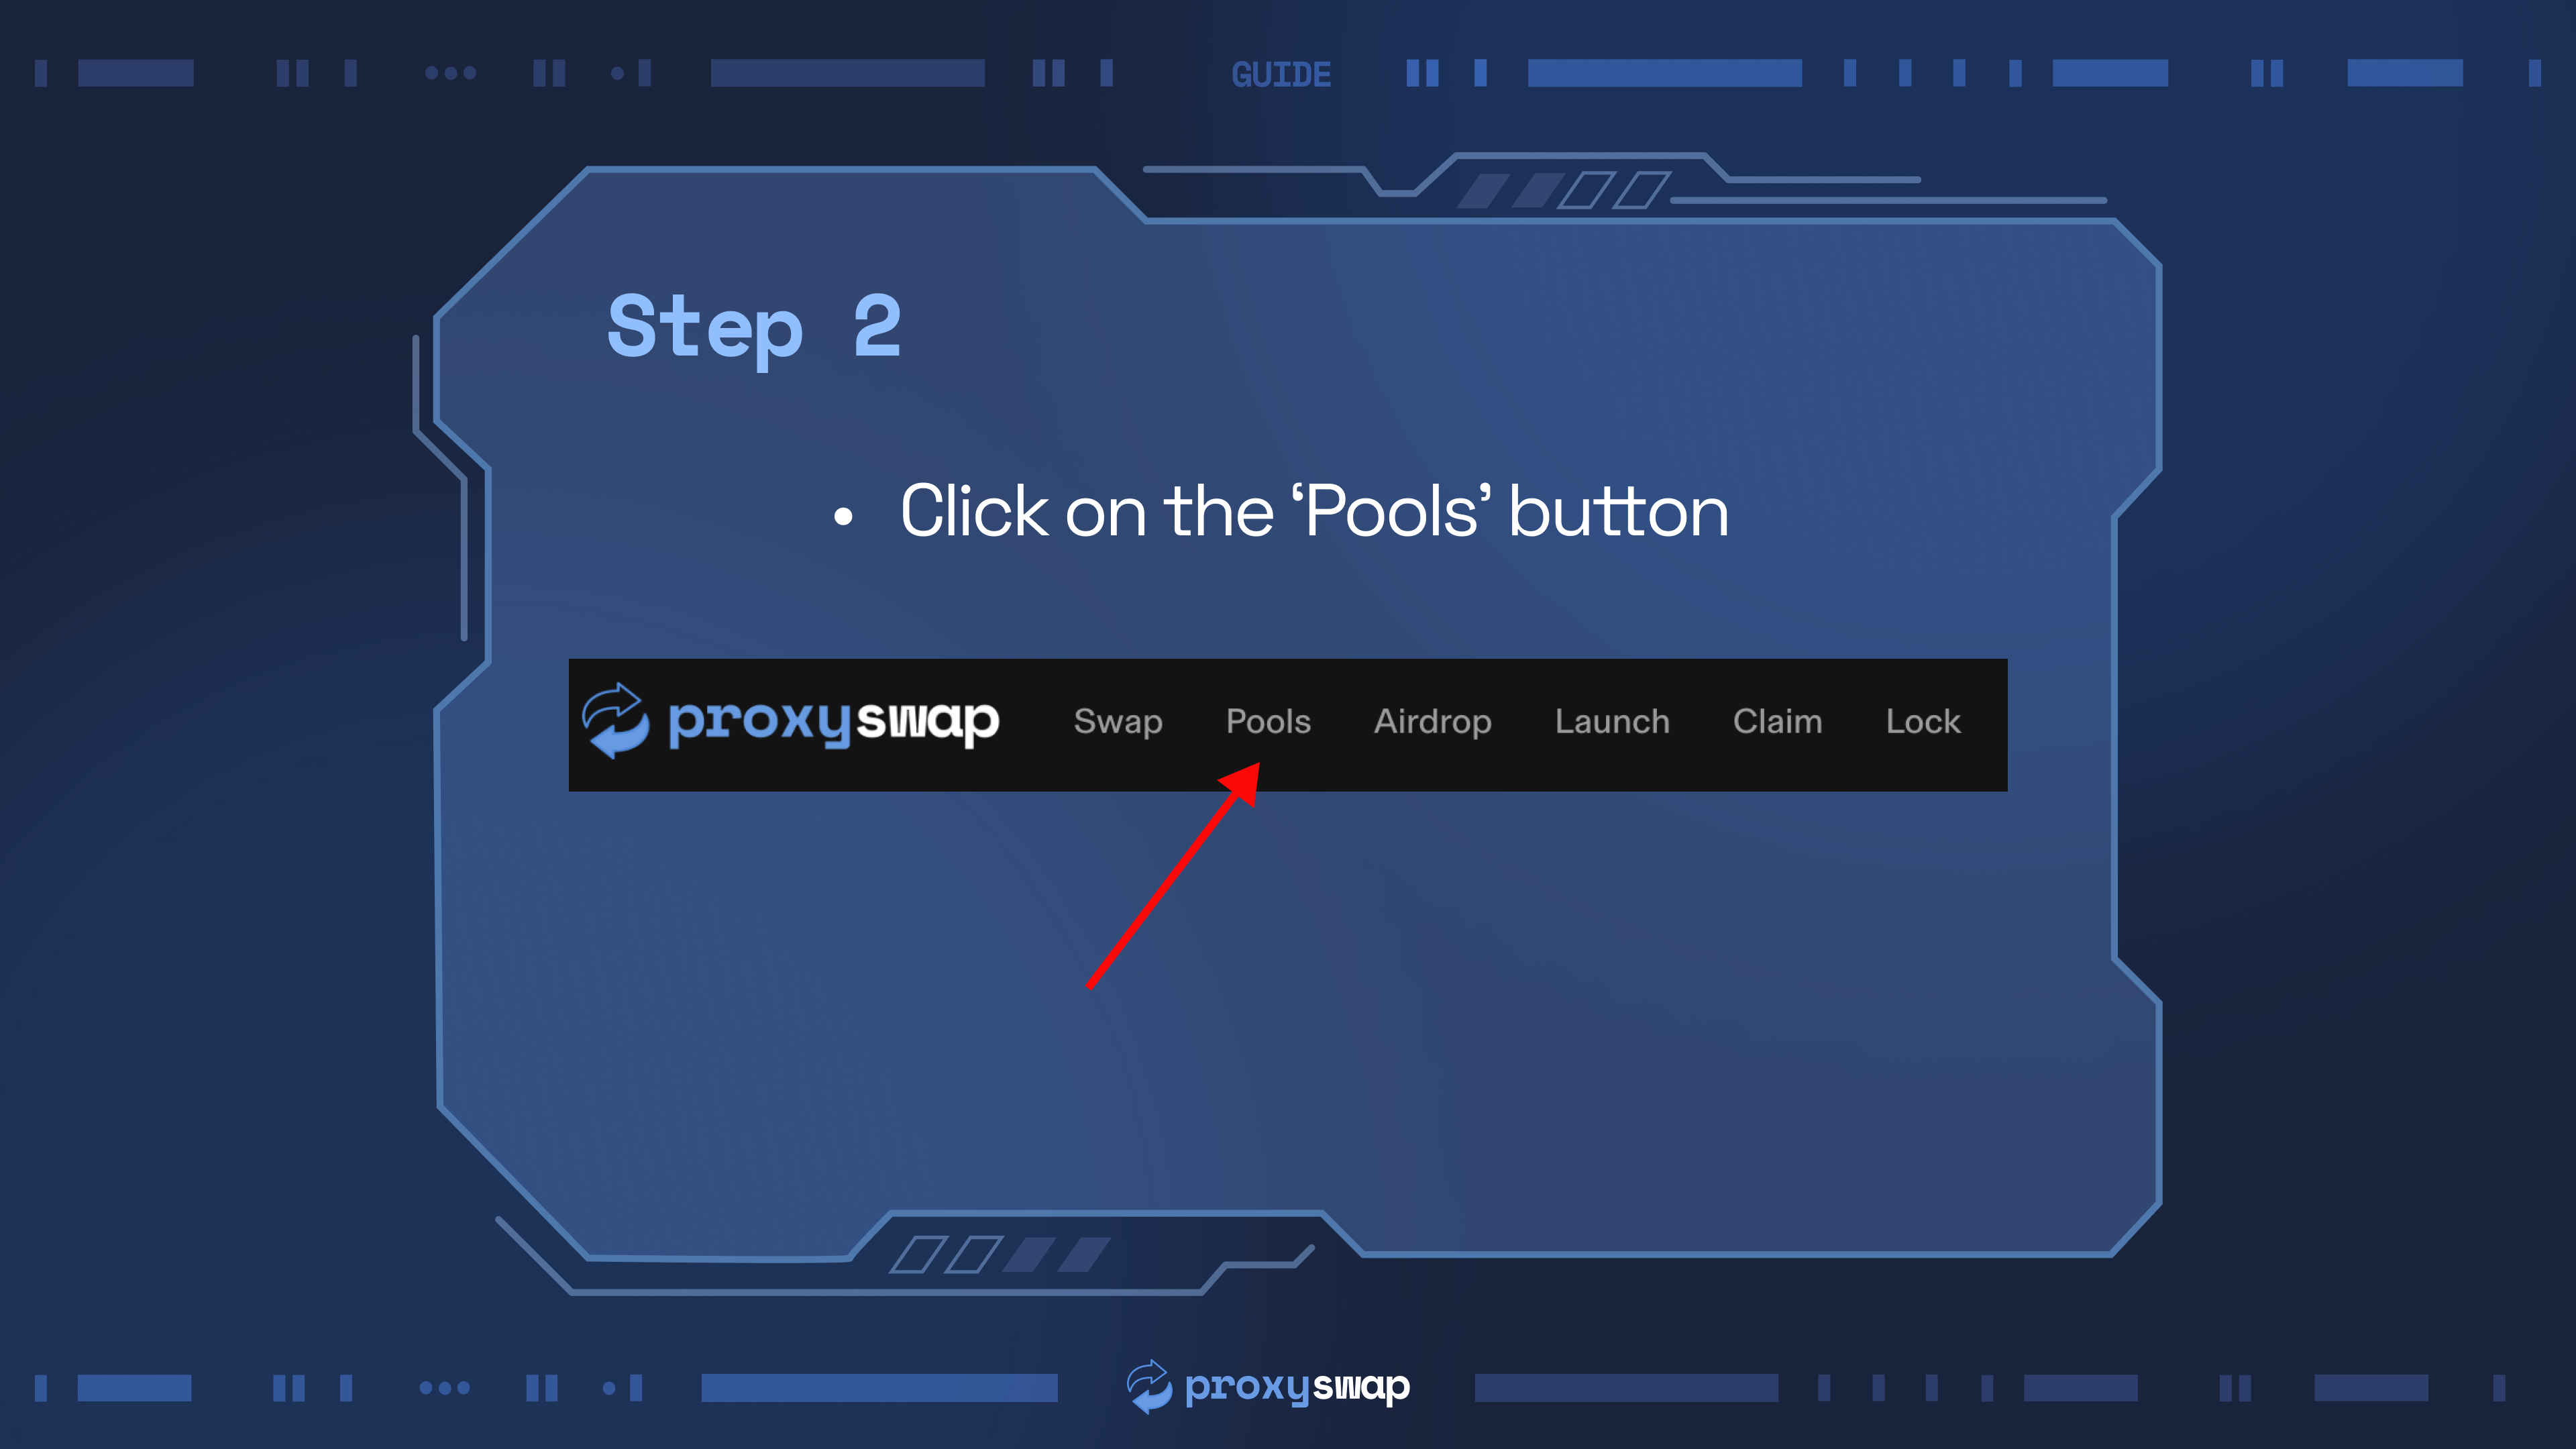 GUIDE
Step 2
• Click on the ‘Pools’ button
proxyswap Swap Pools Airdrop Launch Claim Lock
proxyswap